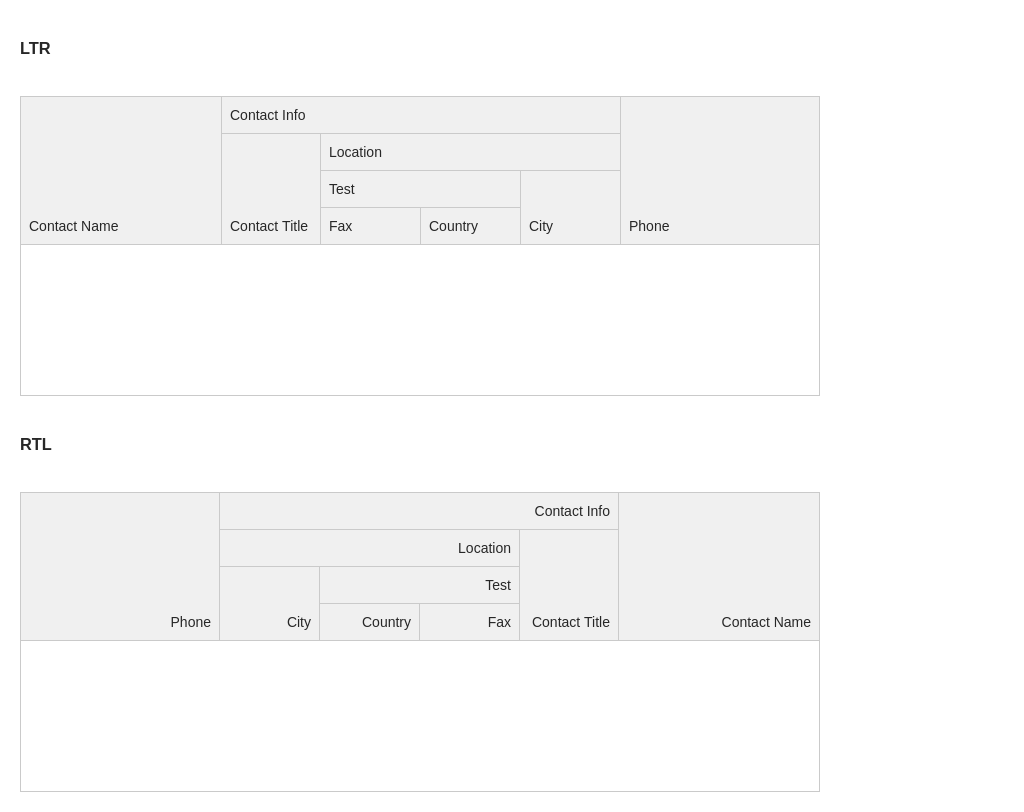 LTR
Contact Info
Location
Test
Contact Name Contact Title Fax Country City Phone
RTL
Contact Info
Location
Test
Phone City Country Fax Contact Title Contact Name